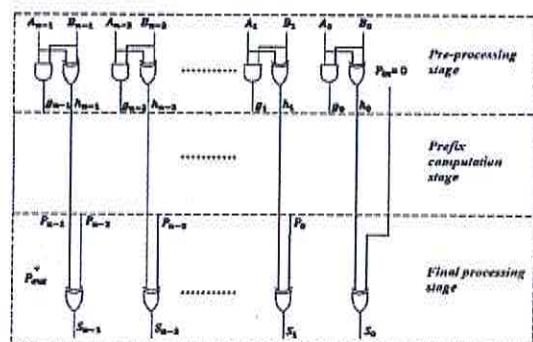 A_{n-1} B_{n-1} A_{n-2} B_{n-2} A_1 B_1 A_0 B_0
Pre-processing
stage
P_{in}=0
g_{n-1} h_{n-1} g_{n-2} h_{n-2} g_1 h_1 g_0 h_0
Prefix
computation
stage
P_{n-1} P_{n-2} P_{n-3} P_0
P_{out}
Final processing
stage
S_{n-1} S_{n-2} S_1 S_0